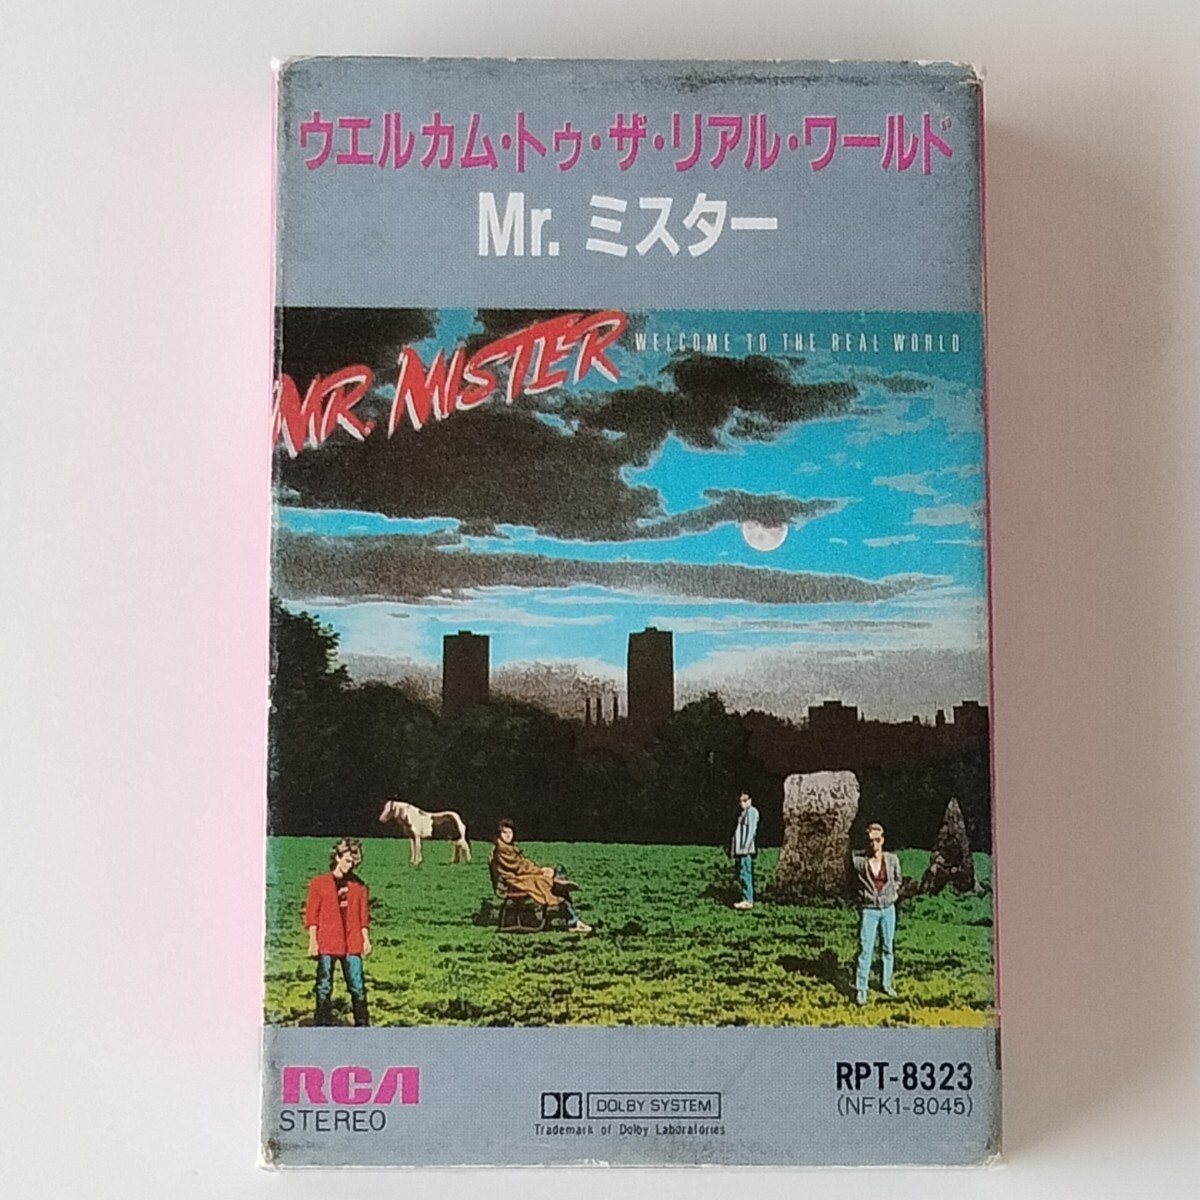 ウエルカム・トゥ・ザ・リアル・ワールド
Mr. ミスター
MR. MISTER
WELCOME TO THE REAL WORLD
RCA
STEREO
DOLBY SYSTEM
Trademark of Dolby Laboratories
RPT-8323
(NFK1-8045)